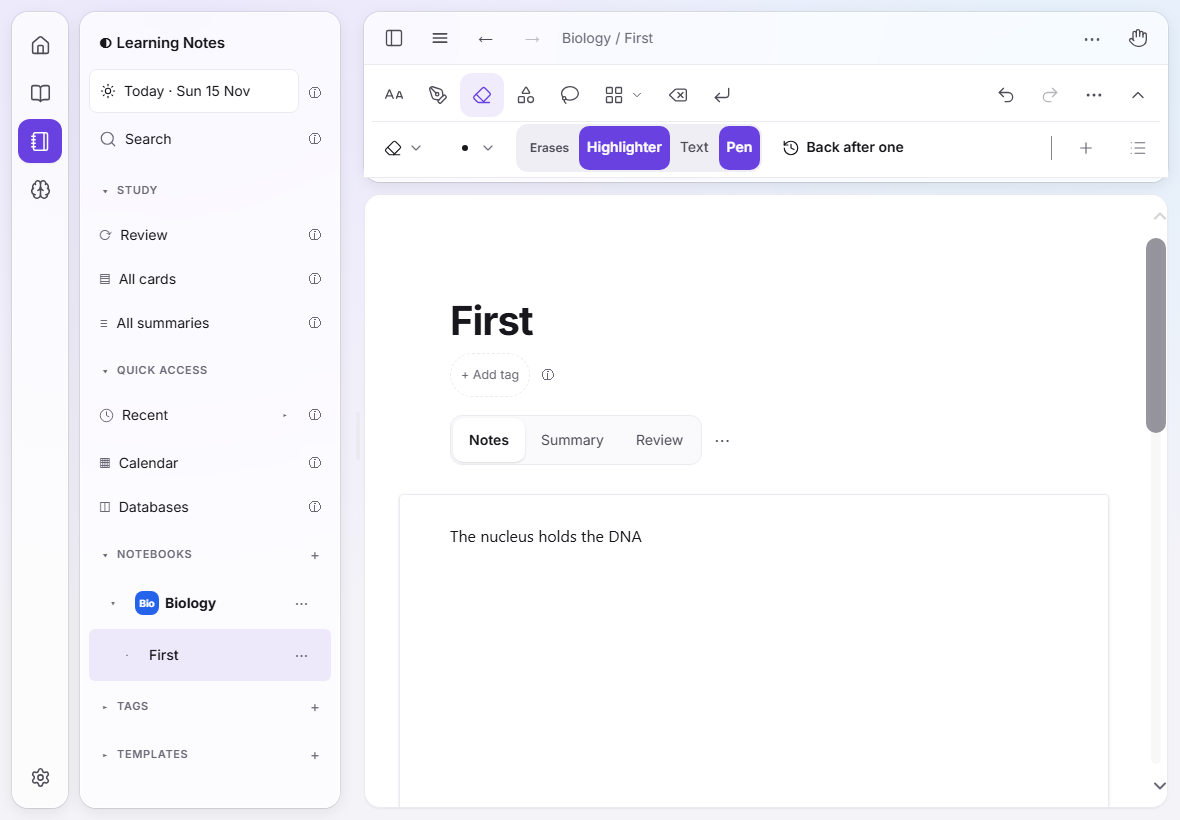 Learning Notes
Today · Sun 15 Nov
Search
STUDY
Review
All cards
All summaries
QUICK ACCESS
Recent
Calendar
Databases
NOTEBOOKS
Bio Biology
First
TAGS
TEMPLATES
Biology / First
AA
Erases Highlighter Text Pen Back after one
First
+ Add tag
Notes Summary Review
The nucleus holds the DNA